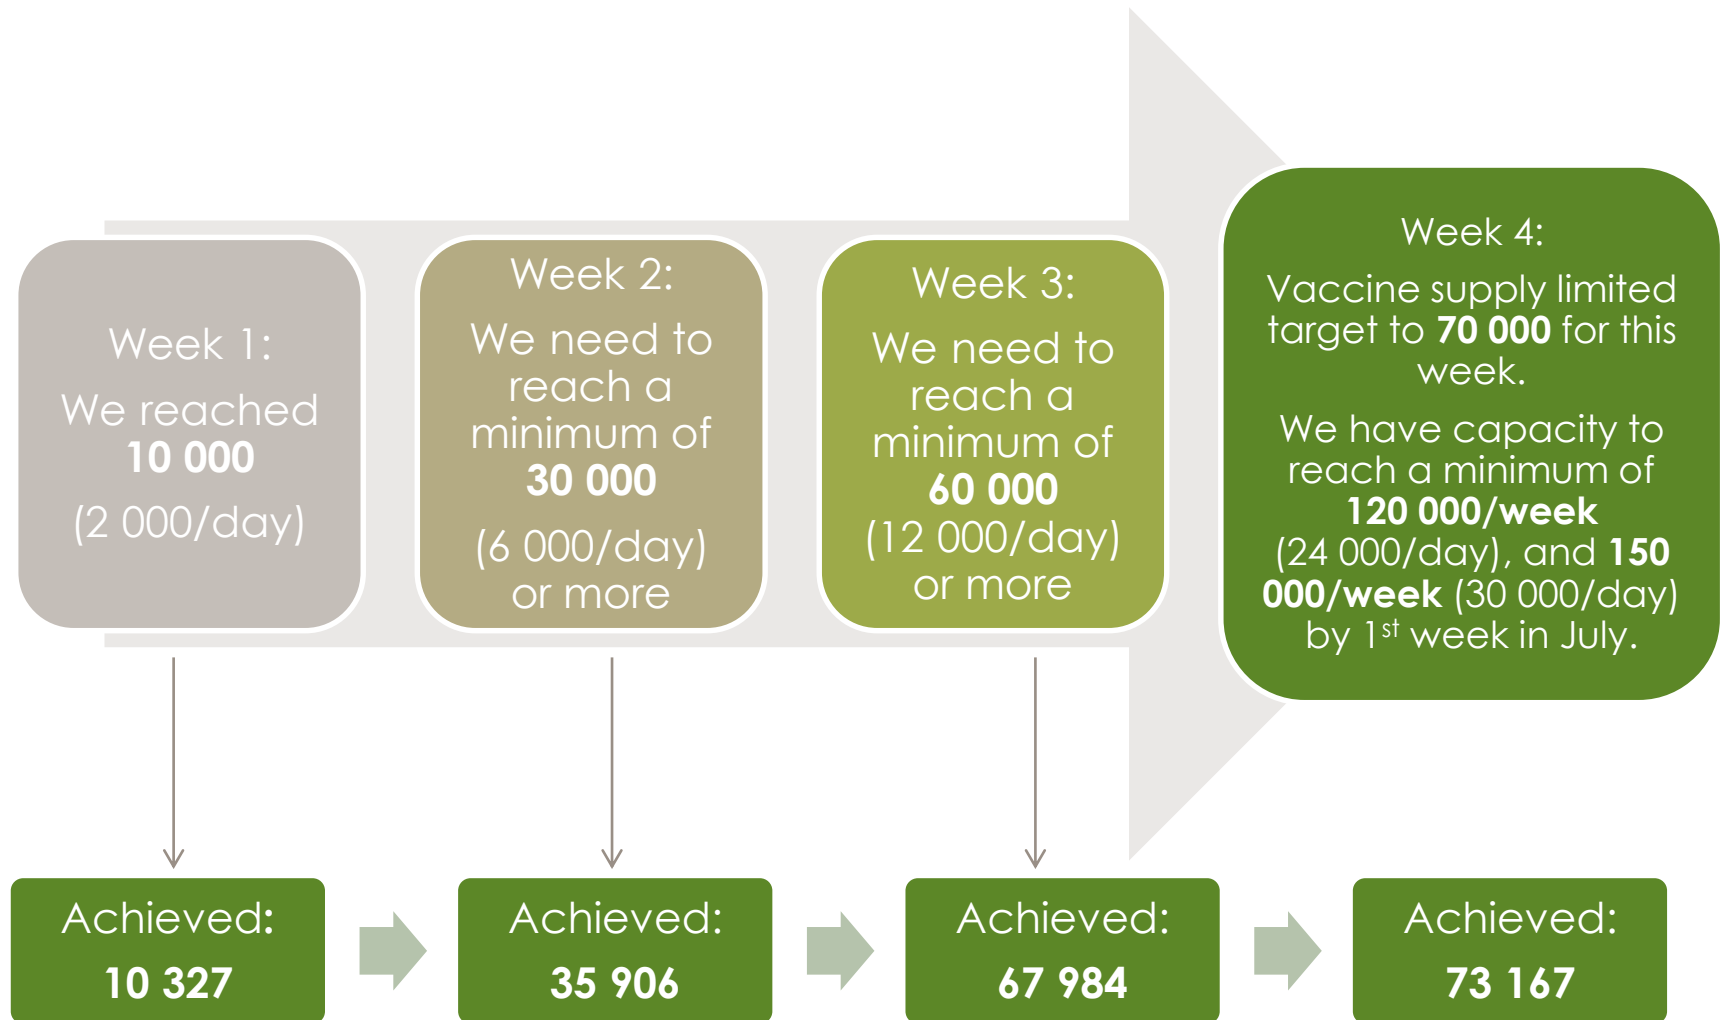 Week 1:
We reached
10 000
(2 000/day)
Week 2:
We need to
reach a
minimum of
30 000
(6 000/day)
or more
Week 3:
We need to
reach a
minimum of
60 000
(12 000/day)
or more
Week 4:
Vaccine supply limited
target to 70 000 for this
week.
We have capacity to
reach a minimum of
120 000/week
(24 000/day), and 150
000/week (30 000/day)
by 1st week in July.
Achieved:
10 327
Achieved:
35 906
Achieved:
67 984
Achieved:
73 167